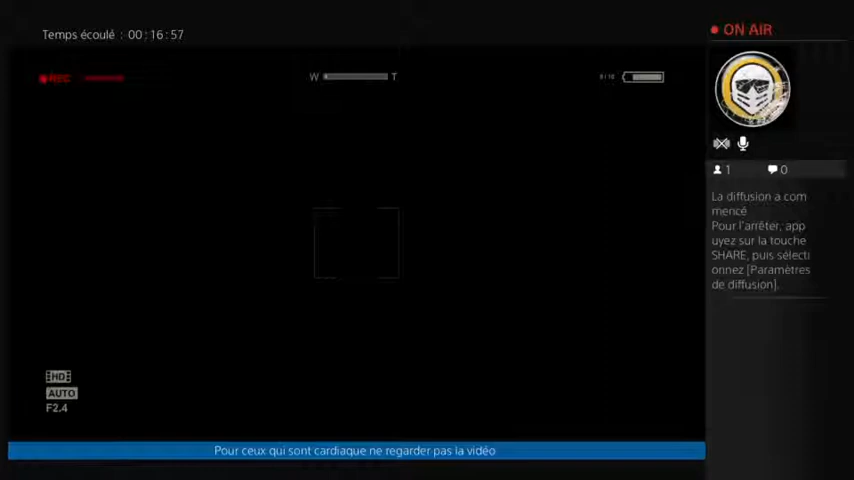 Temps écoulé : 00:16:57
ON AIR
REC
W T
1 0
La diffusion a com
mencé
Pour l'arrêter, app
uyez sur la touche
SHARE, puis sélecti
onnez [Paramètres
de diffusion].
HD
AUTO
F2.4
Pour ceux qui sont cardiaque ne regarder pas la vidéo